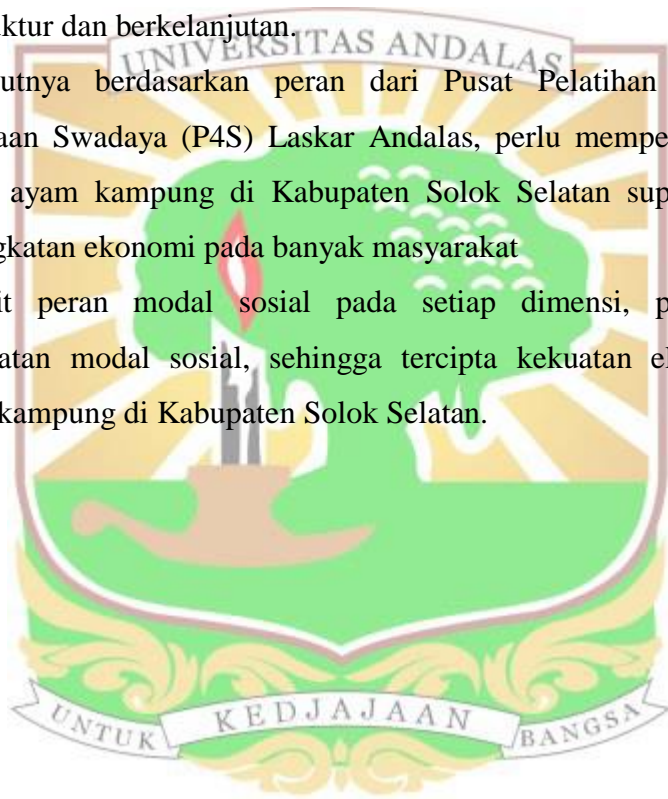 uktur dan berkelanjutan.
UNIVERSITAS ANDALAS
utnya berdasarkan peran dari Pusat Pelatihan
aan Swadaya (P4S) Laskar Andalas, perlu mempe
ayam kampung di Kabupaten Solok Selatan sup
gkatan ekonomi pada banyak masyarakat
it peran modal sosial pada setiap dimensi, p
atan modal sosial, sehingga tercipta kekuatan e
kampung di Kabupaten Solok Selatan.
UNTUK KEDJAJAAN BANGSA